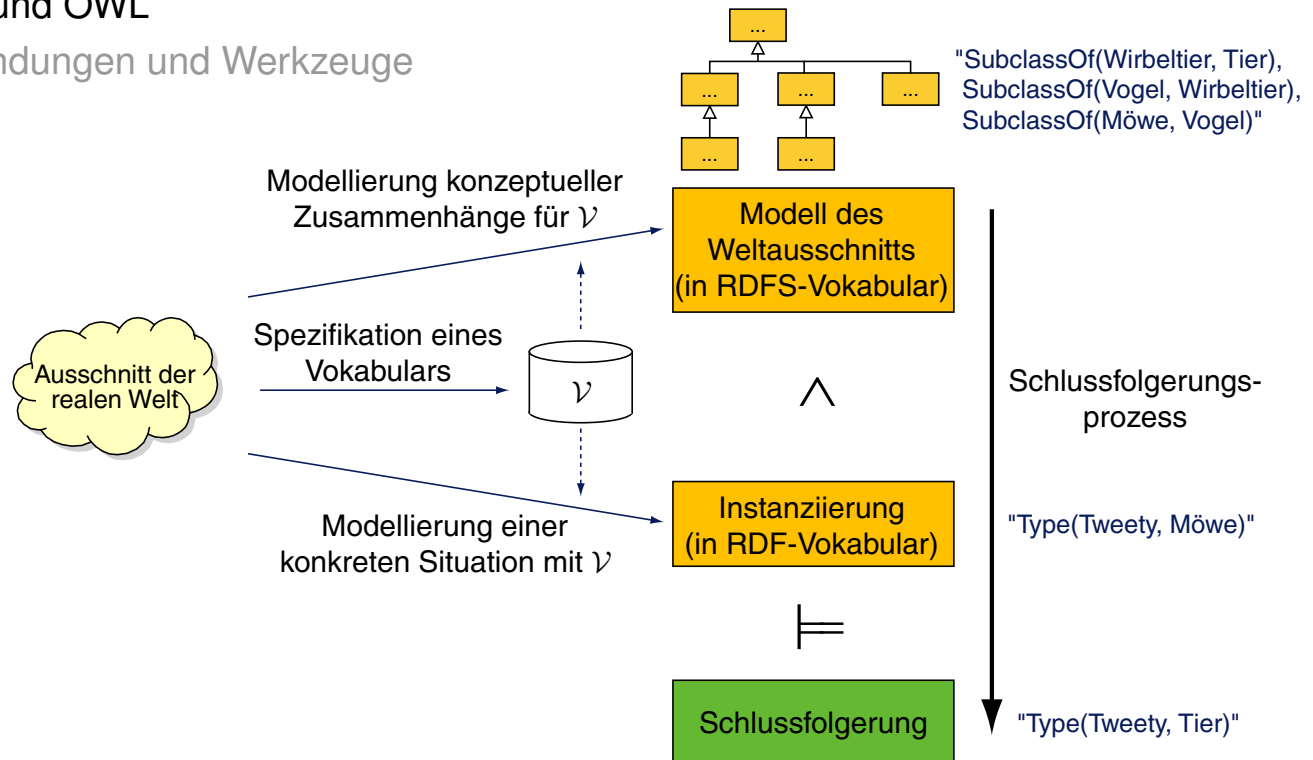 und OWL
ndungen und Werkzeuge
...
... ... ...
... ...
"SubclassOf(Wirbeltier, Tier),
SubclassOf(Vogel, Wirbeltier),
SubclassOf(Möwe, Vogel)"
Modellierung konzeptueller
Zusammenhänge für 𝒱
Modell des
Weltausschnitts
(in RDFS-Vokabular)
Ausschnitt der
realen Welt
Spezifikation eines
Vokabulars
𝒱
∧
Schlussfolgerungs-
prozess
Modellierung einer
konkreten Situation mit 𝒱
Instanziierung
(in RDF-Vokabular)
"Type(Tweety, Möwe)"
⊨
Schlussfolgerung
"Type(Tweety, Tier)"